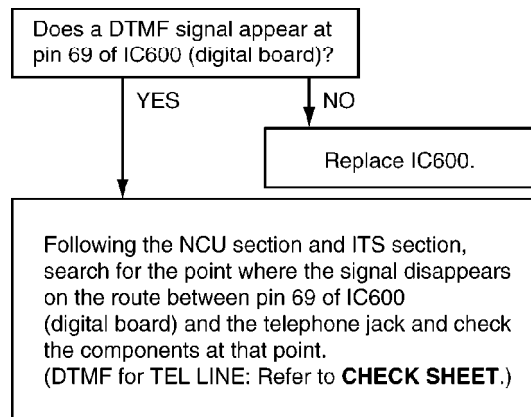 Does a DTMF signal appear at
pin 69 of IC600 (digital board)?
YES
NO
Replace IC600.
Following the NCU section and ITS section,
search for the point where the signal disappears
on the route between pin 69 of IC600
(digital board) and the telephone jack and check
the components at that point.
(DTMF for TEL LINE: Refer to CHECK SHEET.)